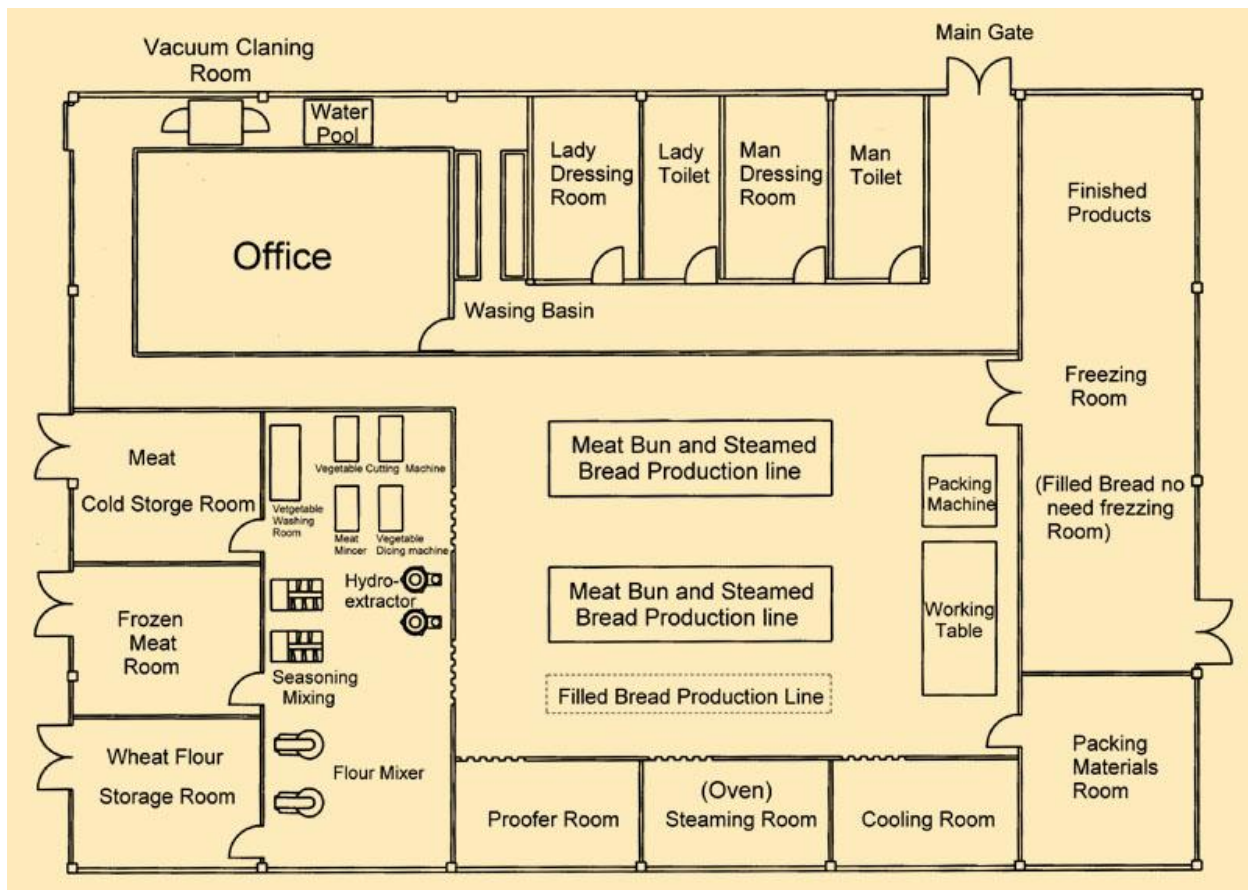 Main Gate
Vacuum Claning
Room
Water
Pool
Lady
Dressing
Room
Lady
Toilet
Man
Dressing
Room
Man
Toilet
Finished
Products
Office
Wasing Basin
Freezing
Room
(Filled Bread no
need frezzing
Room)
Meat
Cold Storge Room
Vegetable Cutting Machine
Vetgetable
Washing
Room
Meat
Mincer
Vegetable
Dicing machine
Meat Bun and Steamed
Bread Production line
Packing
Machine
Hydro-
extractor
Frozen
Meat
Room
Meat Bun and Steamed
Bread Production line
Working
Table
Seasoning
Mixing
Filled Bread Production Line
Wheat Flour
Storage Room
Flour Mixer
Proofer Room
(Oven)
Steaming Room
Cooling Room
Packing
Materials
Room